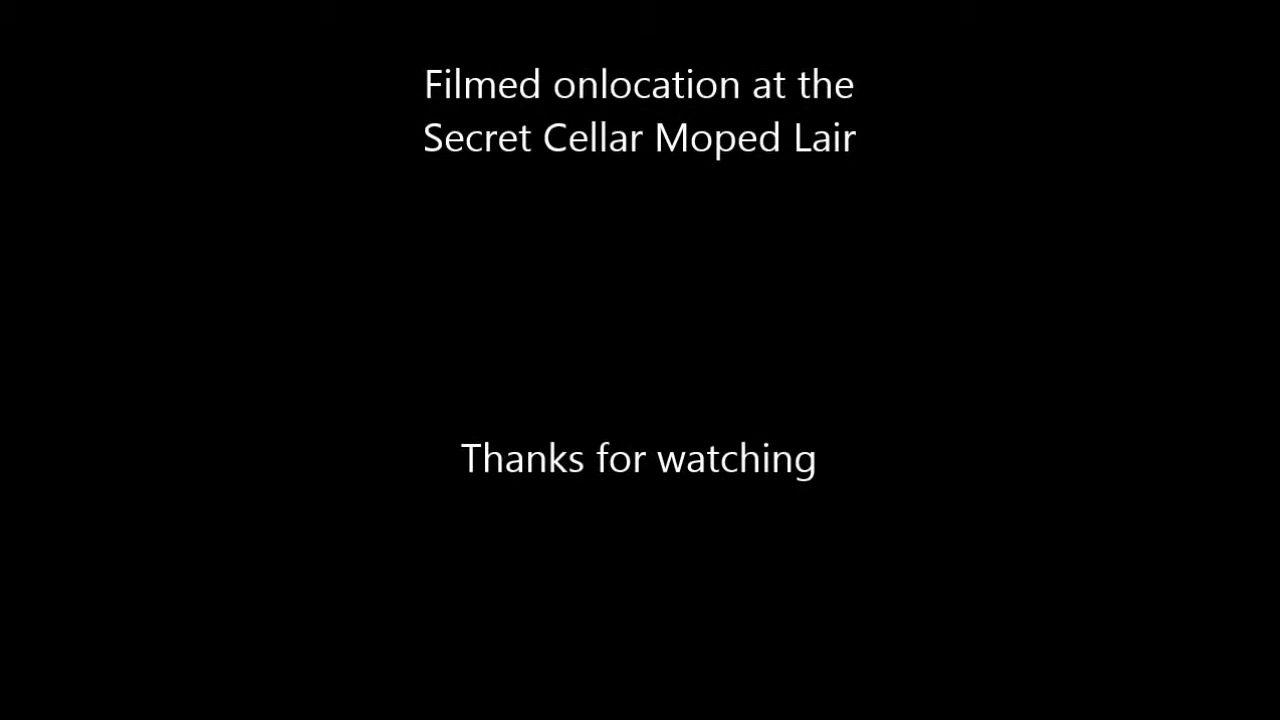 Filmed onlocation at the
Secret Cellar Moped Lair
Thanks for watching